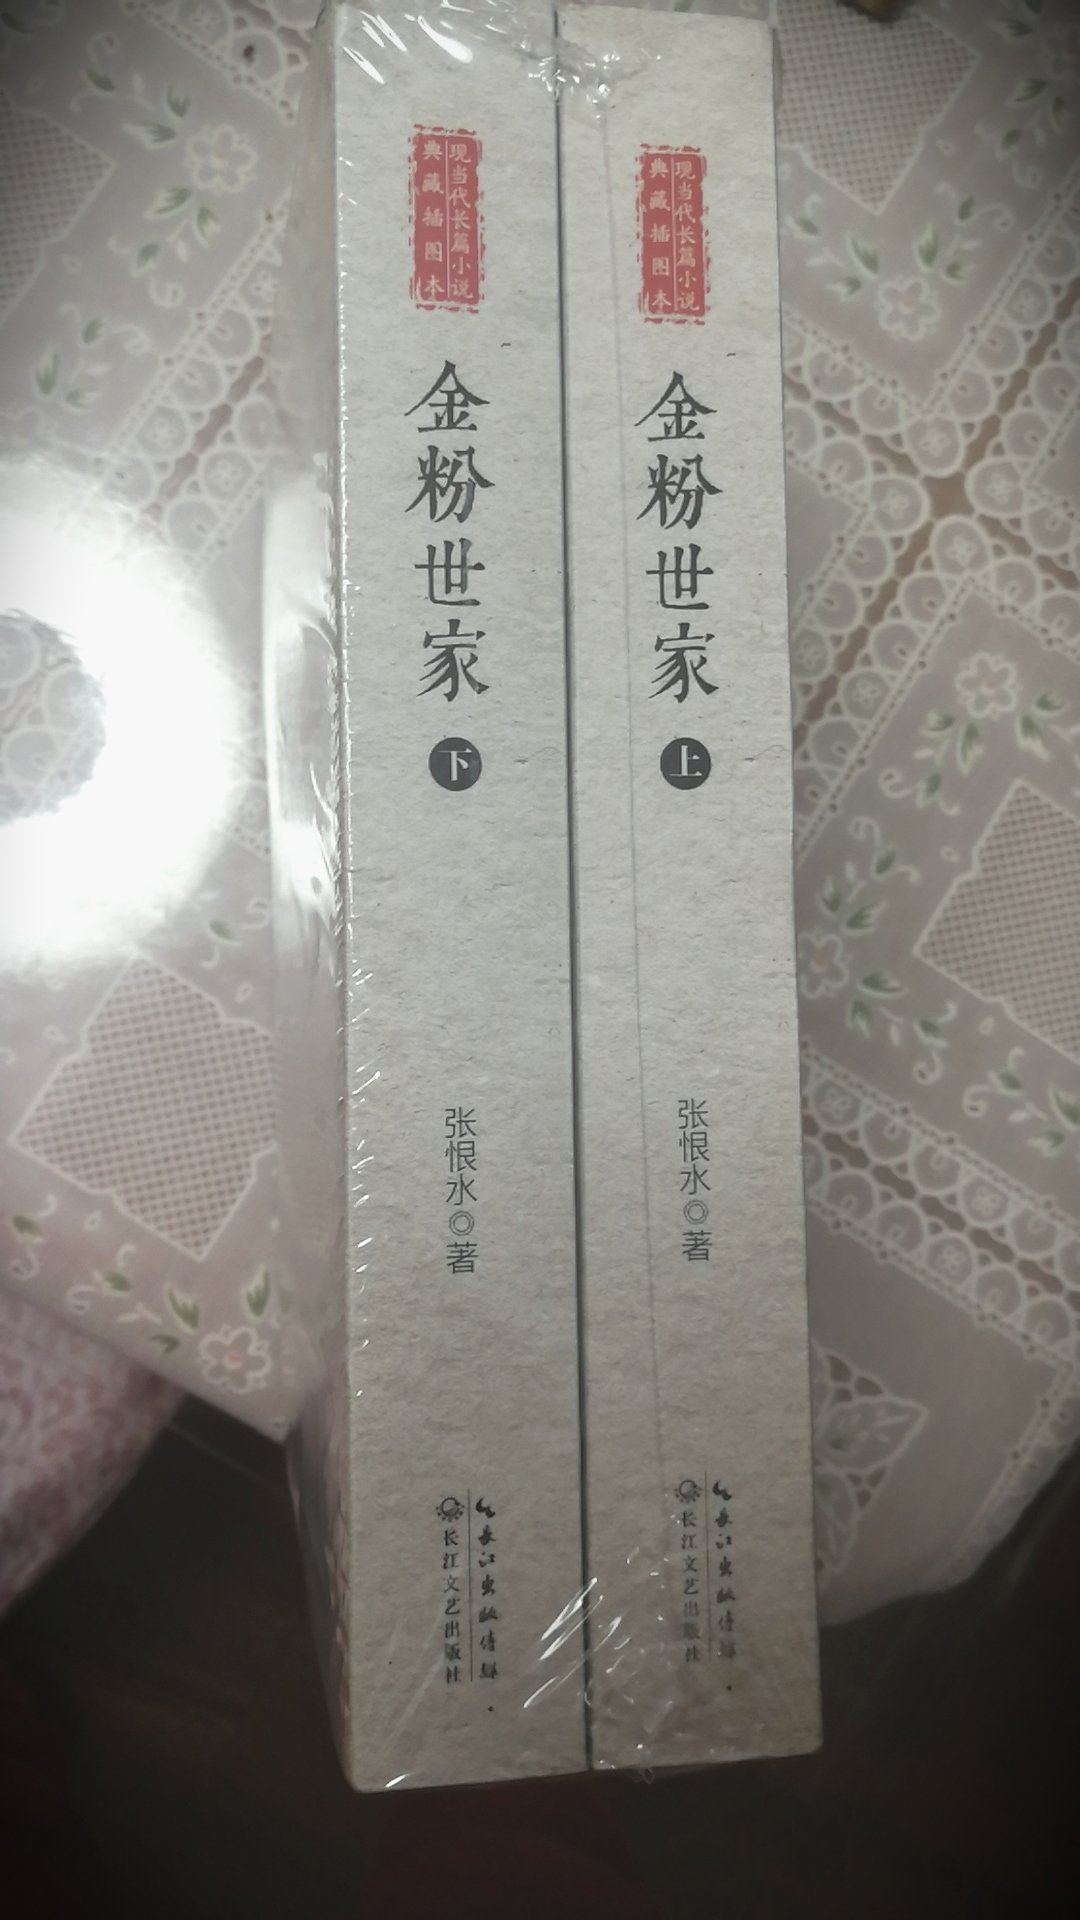 现当代长篇小说
典藏插图本
金粉世家
上
张恨水◎著
长江出版传媒
长江文艺出版社
现当代长篇小说
典藏插图本
金粉世家
下
张恨水◎著
长江出版传媒
长江文艺出版社